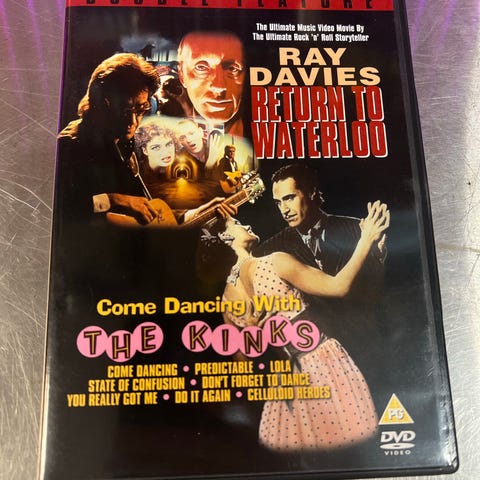 DOUBLE FEATURE
The Ultimate Music Video Movie By
The Ultimate Rock 'n' Roll Storyteller
RAY
DAVIES
RETURN TO
WATERLOO
Come Dancing With
THE KINKS
COME DANCING • PREDICTABLE • LOLA
STATE OF CONFUSION • DON'T FORGET TO DANCE
YOU REALLY GOT ME • DO IT AGAIN • CELLULOID HEROES
PG
DVD
VIDEO